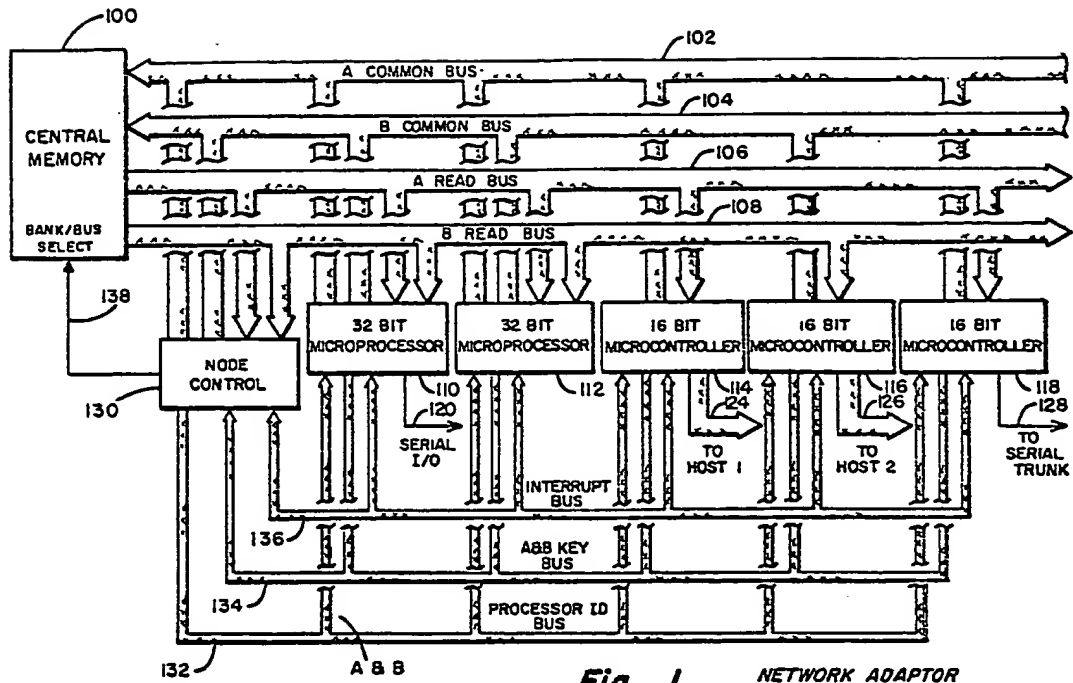 100
102
A COMMON BUS
104
CENTRAL
MEMORY
B COMMON BUS
106
A READ BUS
108
BANK/BUS
SELECT
B READ BUS
138
32 BIT
MICROPROCESSOR
32 BIT
MICROPROCESSOR
16 BIT
MICROCONTROLLER
16 BIT
MICROCONTROLLER
16 BIT
MICROCONTROLLER
NODE
CONTROL
130
110
112
114
116
118
120
124
126
128
SERIAL
I/O
TO
HOST 1
TO
HOST 2
TO
SERIAL
TRUNK
INTERRUPT
BUS
136
A&B KEY
BUS
134
PROCESSOR ID
BUS
132
A & B
Fig. 1
NETWORK ADAPTOR